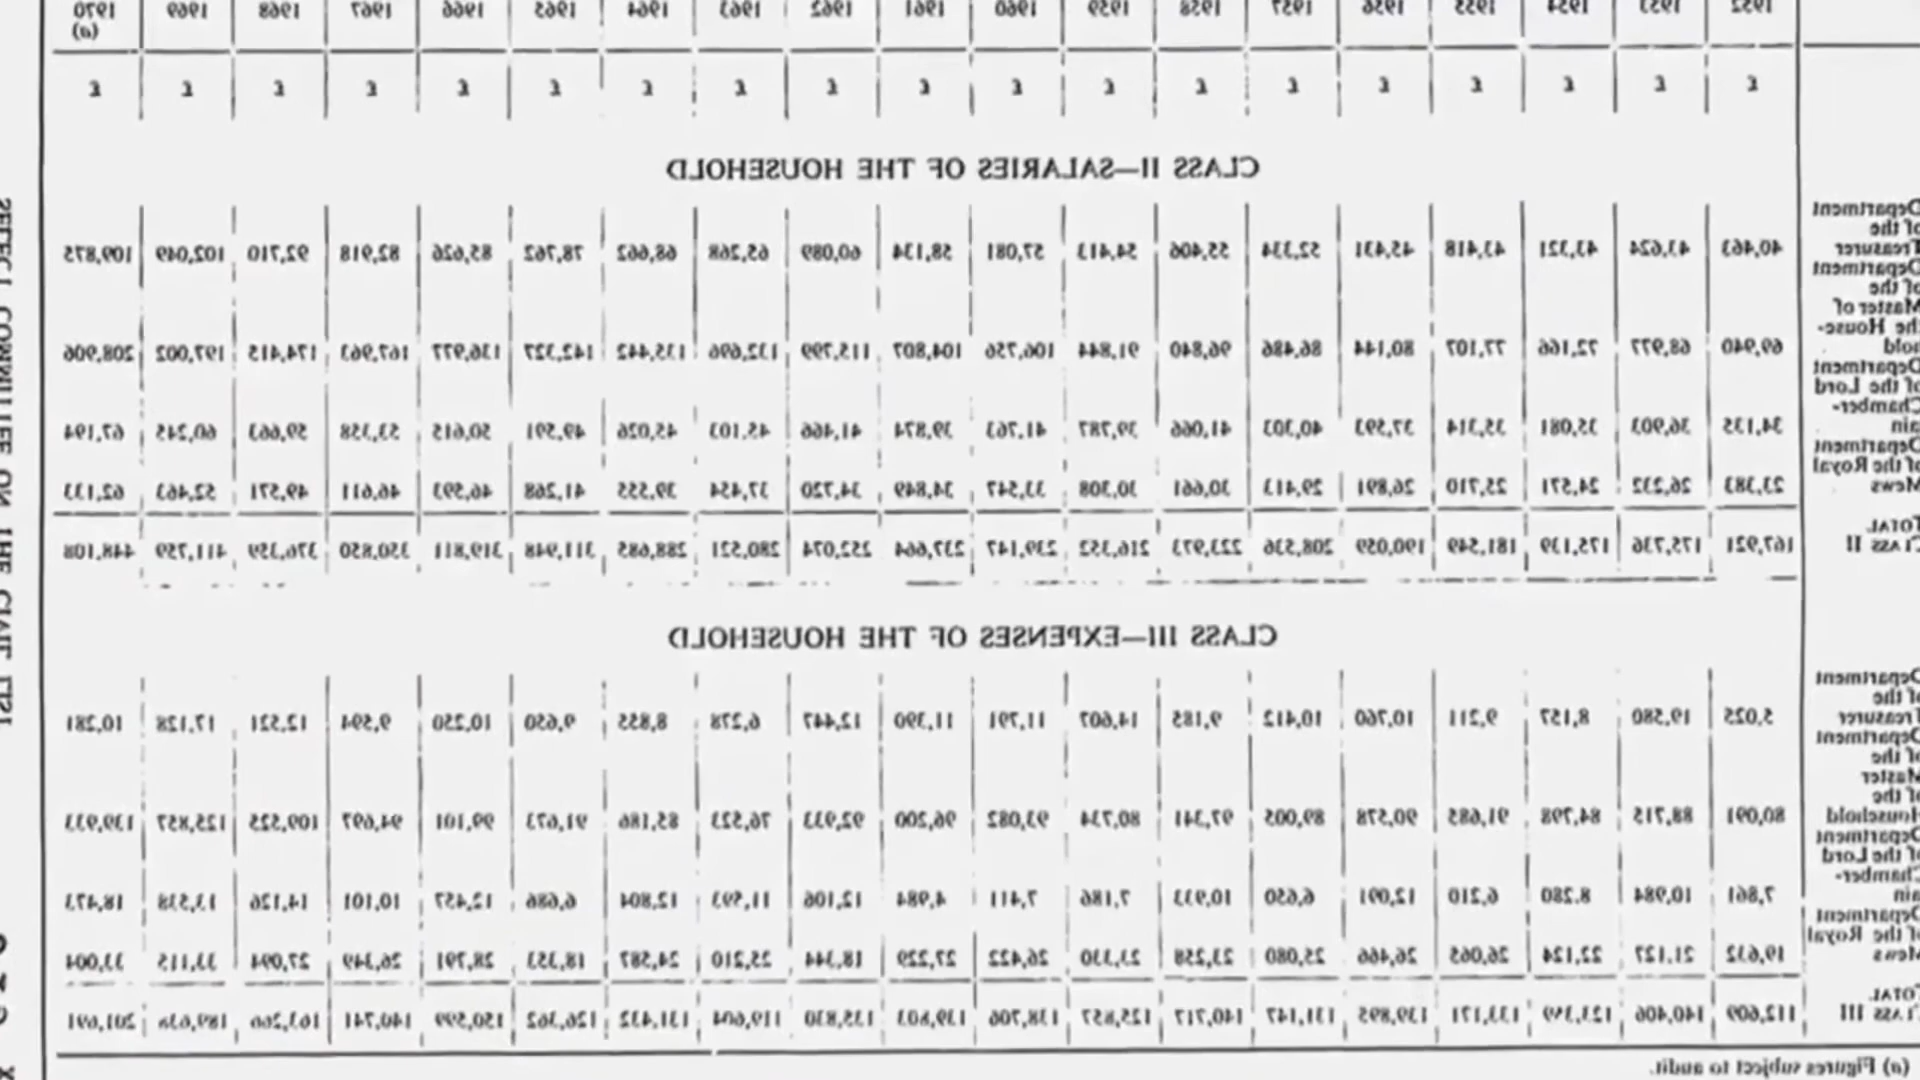 1952 1953 1954 1955 1956 1957 1958 1959 1960 1961 1962 1963 1964 1965 1966 1967 1968 1969 1970
(a)
£ £ £ £ £ £ £ £ £ £ £ £ £ £ £ £ £ £ £
CLASS II—SALARIES OF THE HOUSEHOLD
Department
of the
Treasurer 40,463 43,624 43,321 43,418 45,431 52,334 55,406 54,413 57,081 58,134 60,089 65,268 68,662 78,762 85,626 82,918 92,710 102,049 109,875
Department
of the
Master of
the House-
hold 69,940 68,977 72,166 77,107 80,144 86,486 96,840 91,844 106,756 104,807 115,799 132,696 135,442 142,327 136,977 167,963 174,415 197,002 208,906
Department
of the Lord
Chamber-
lain 34,135 36,903 35,081 35,314 37,593 40,303 41,066 39,787 41,763 39,874 41,466 45,103 45,026 49,591 50,615 53,358 59,663 60,245 67,194
Department
of the Royal
Mews 23,383 26,232 24,571 25,710 26,891 29,413 30,661 30,308 33,547 34,849 34,720 37,454 39,555 41,268 46,593 46,611 49,571 52,463 62,133
TOTAL
CLASS II 167,921 175,736 175,139 181,549 190,059 208,536 223,973 216,352 239,147 237,664 252,074 280,521 288,685 311,948 319,811 350,850 376,359 411,759 448,108
CLASS III—EXPENSES OF THE HOUSEHOLD
Department
of the
Treasurer 5,025 19,580 8,157 9,211 10,760 10,412 9,185 14,607 11,791 11,390 12,447 6,278 8,855 9,650 10,250 9,594 12,521 17,128 10,281
Department
of the
Master
of the
Household 80,091 88,715 84,798 91,685 90,578 89,005 97,341 80,734 93,082 96,200 92,933 76,523 85,186 91,673 99,101 94,697 109,525 125,857 139,933
Department
of the Lord
Chamber-
lain 7,861 10,984 8,280 6,210 12,091 6,650 10,933 7,186 7,411 4,984 12,106 11,593 12,804 6,686 12,457 10,101 14,126 13,538 18,473
Department
of the Royal
Mews 19,632 21,127 22,124 26,065 26,466 25,080 23,258 23,330 26,422 27,229 18,344 25,210 24,587 18,353 28,791 26,349 27,094 33,115 33,004
TOTAL
CLASS III 112,609 140,406 123,359 133,171 139,895 131,147 140,717 125,857 138,706 139,803 135,830 119,604 131,432 126,362 150,599 140,741 163,266 189,638 201,691
(a) Figures subject to audit.
SELECT COMMITTEE ON THE CIVIL LIST